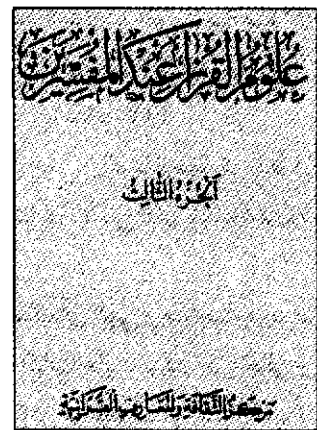 علوم القرآن عند المفسرين
الجزء الثالث
مركز الثقافة والمعارف القرآنية